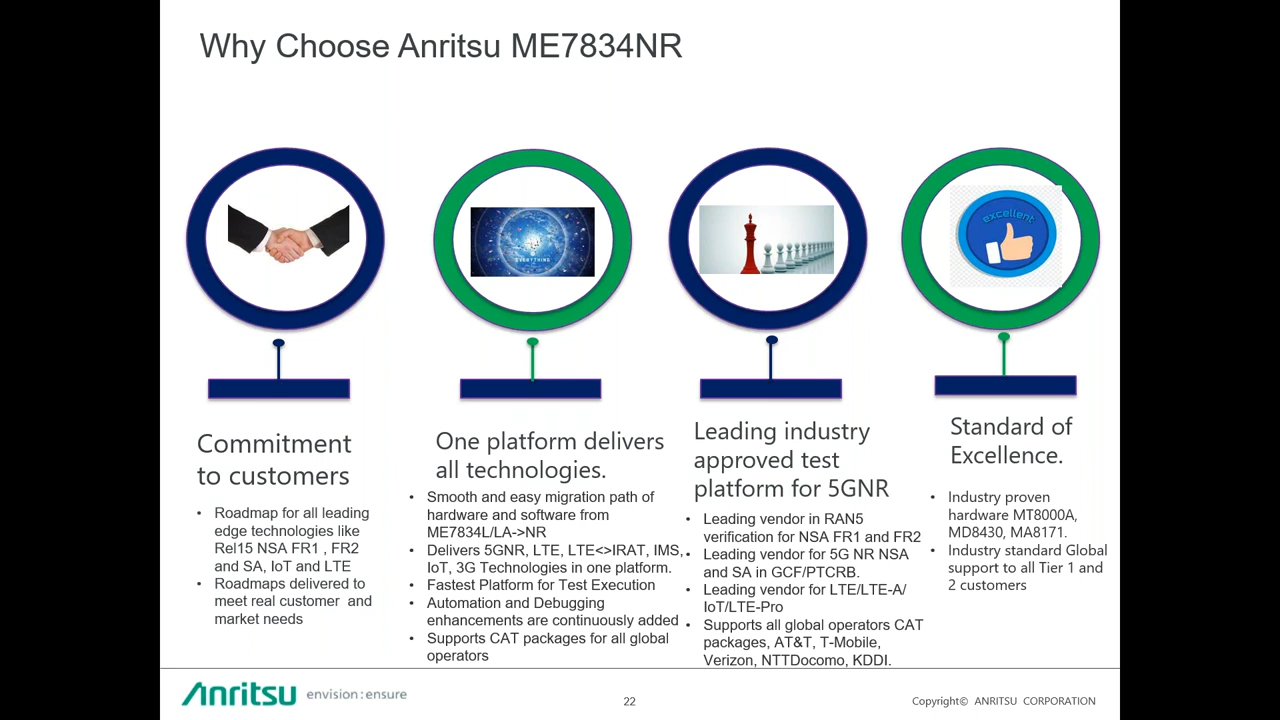 Why Choose Anritsu ME7834NR
EVERYTHING
excellent
Commitment
to customers
• Roadmap for all leading
edge technologies like
Rel15 NSA FR1 , FR2
and SA, IoT and LTE
• Roadmaps delivered to
meet real customer and
market needs
One platform delivers
all technologies.
• Smooth and easy migration path of
hardware and software from
ME7834L/LA->NR
• Delivers 5GNR, LTE, LTE<>IRAT, IMS,
IoT, 3G Technologies in one platform.
• Fastest Platform for Test Execution
• Automation and Debugging
enhancements are continuously added
• Supports CAT packages for all global
operators
Leading industry
approved test
platform for 5GNR
• Leading vendor in RAN5
verification for NSA FR1 and FR2
• Leading vendor for 5G NR NSA
and SA in GCF/PTCRB.
• Leading vendor for LTE/LTE-A/
IoT/LTE-Pro
• Supports all global operators CAT
packages, AT&T, T-Mobile,
Verizon, NTTDocomo, KDDI.
Standard of
Excellence.
• Industry proven
hardware MT8000A,
MD8430, MA8171.
• Industry standard Global
support to all Tier 1 and
2 customers
Anritsu envision : ensure
22
Copyright© ANRITSU CORPORATION